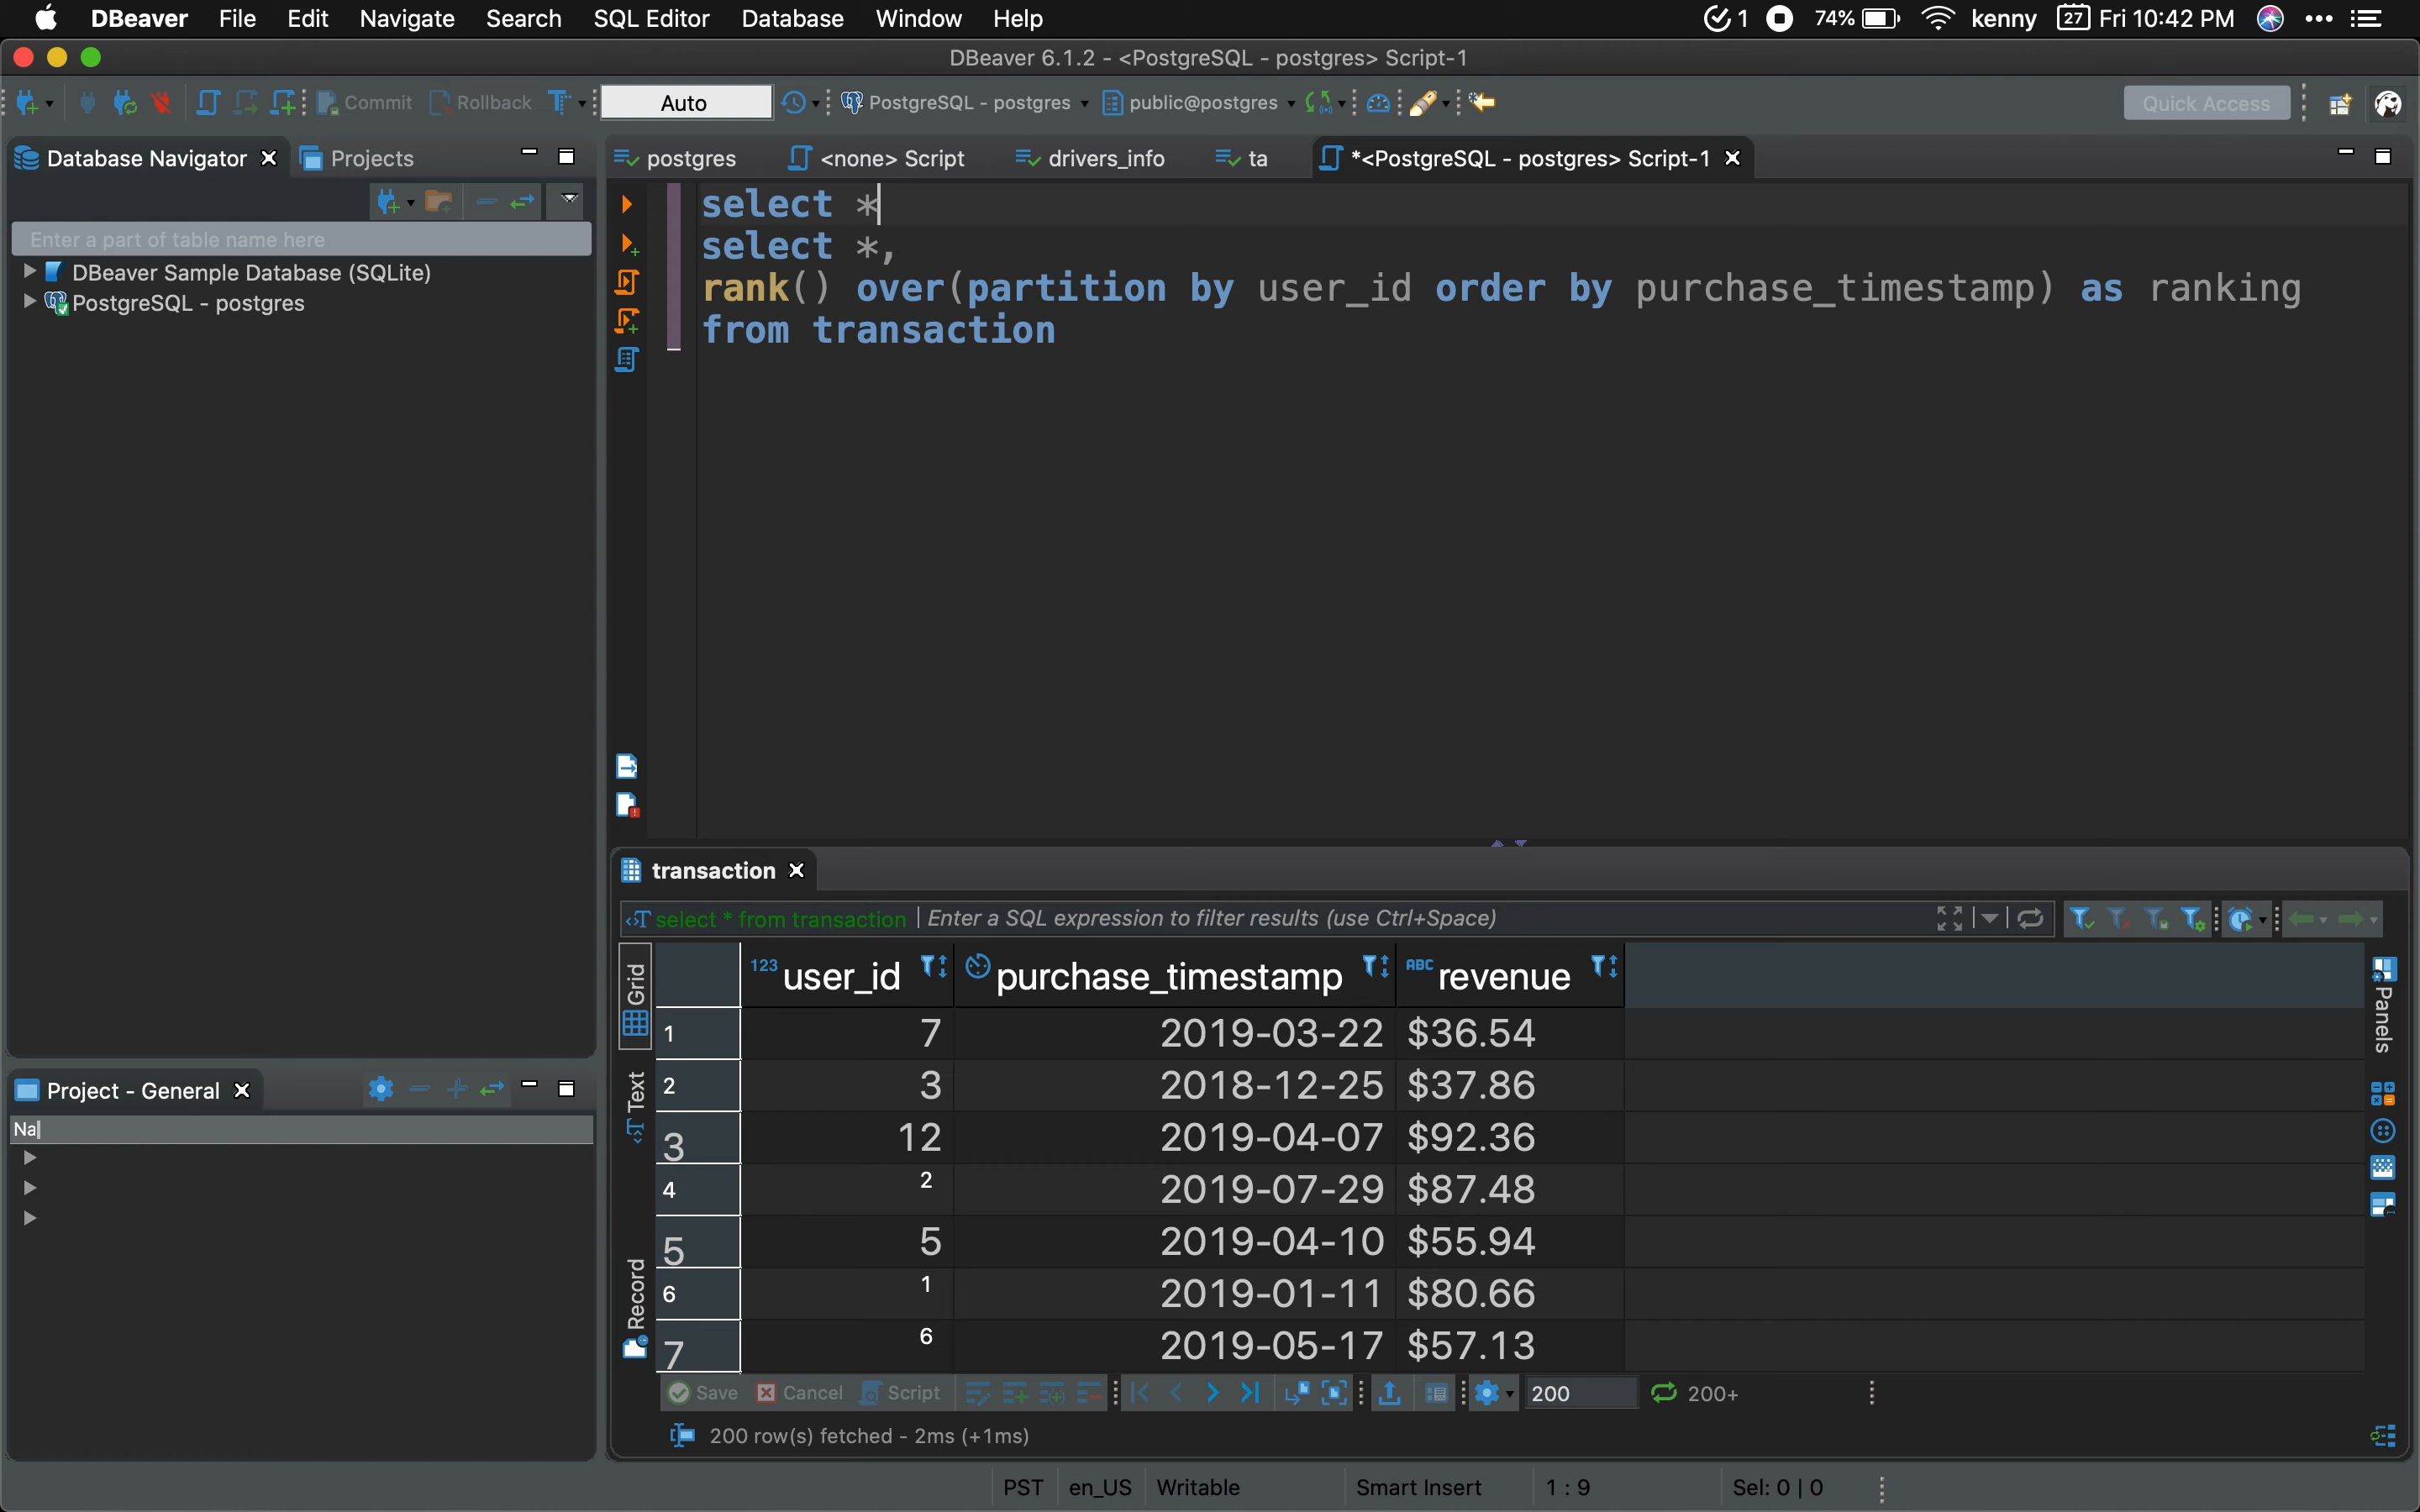 DBeaver File Edit Navigate Search SQL Editor Database Window Help 1 74% kenny 27 Fri 10:42 PM
DBeaver 6.1.2 - <PostgreSQL - postgres> Script-1
Commit Rollback T Auto PostgreSQL - postgres public@postgres Quick Access
Database Navigator Projects
Enter a part of table name here
DBeaver Sample Database (SQLite)
PostgreSQL - postgres
postgres <none> Script drivers_info ta *<PostgreSQL - postgres> Script-1
select *
select *,
rank() over(partition by user_id order by purchase_timestamp) as ranking
from transaction
Project - General
Na
transaction
select * from transaction Enter a SQL expression to filter results (use Ctrl+Space)
Grid
Text
Record
Panels
123 user_id purchase_timestamp ABC revenue
1 7 2019-03-22 $36.54
2 3 2018-12-25 $37.86
3 12 2019-04-07 $92.36
4 2 2019-07-29 $87.48
5 5 2019-04-10 $55.94
6 1 2019-01-11 $80.66
7 6 2019-05-17 $57.13
Save Cancel Script 200 200+
200 row(s) fetched - 2ms (+1ms)
PST en_US Writable Smart Insert 1 : 9 Sel: 0 | 0